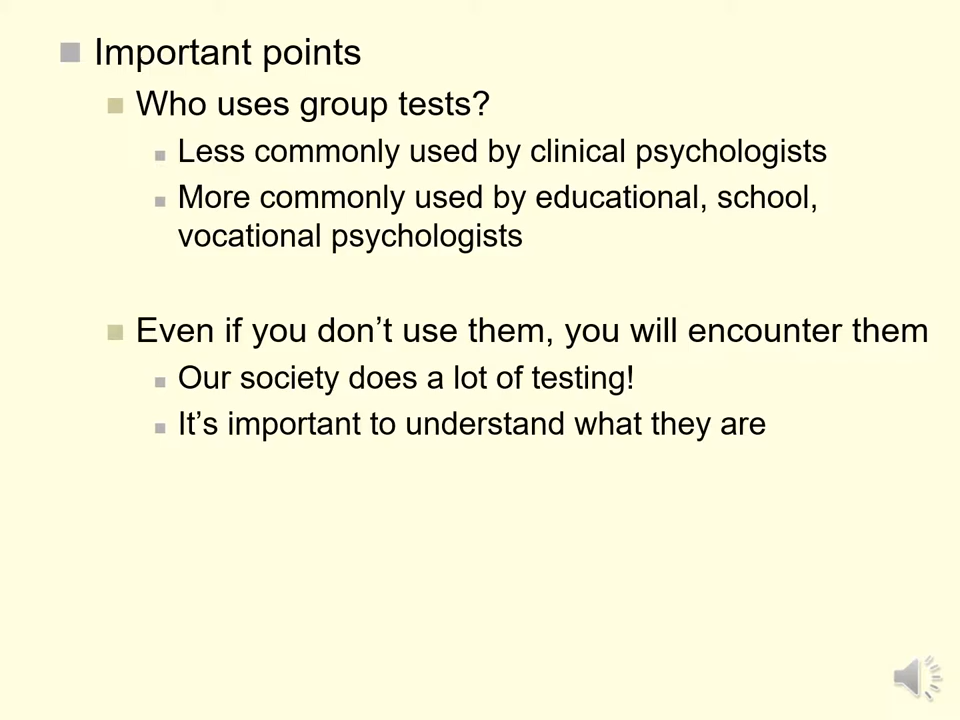 Important points
Who uses group tests?
Less commonly used by clinical psychologists
More commonly used by educational, school,
vocational psychologists
Even if you don’t use them, you will encounter them
Our society does a lot of testing!
It’s important to understand what they are